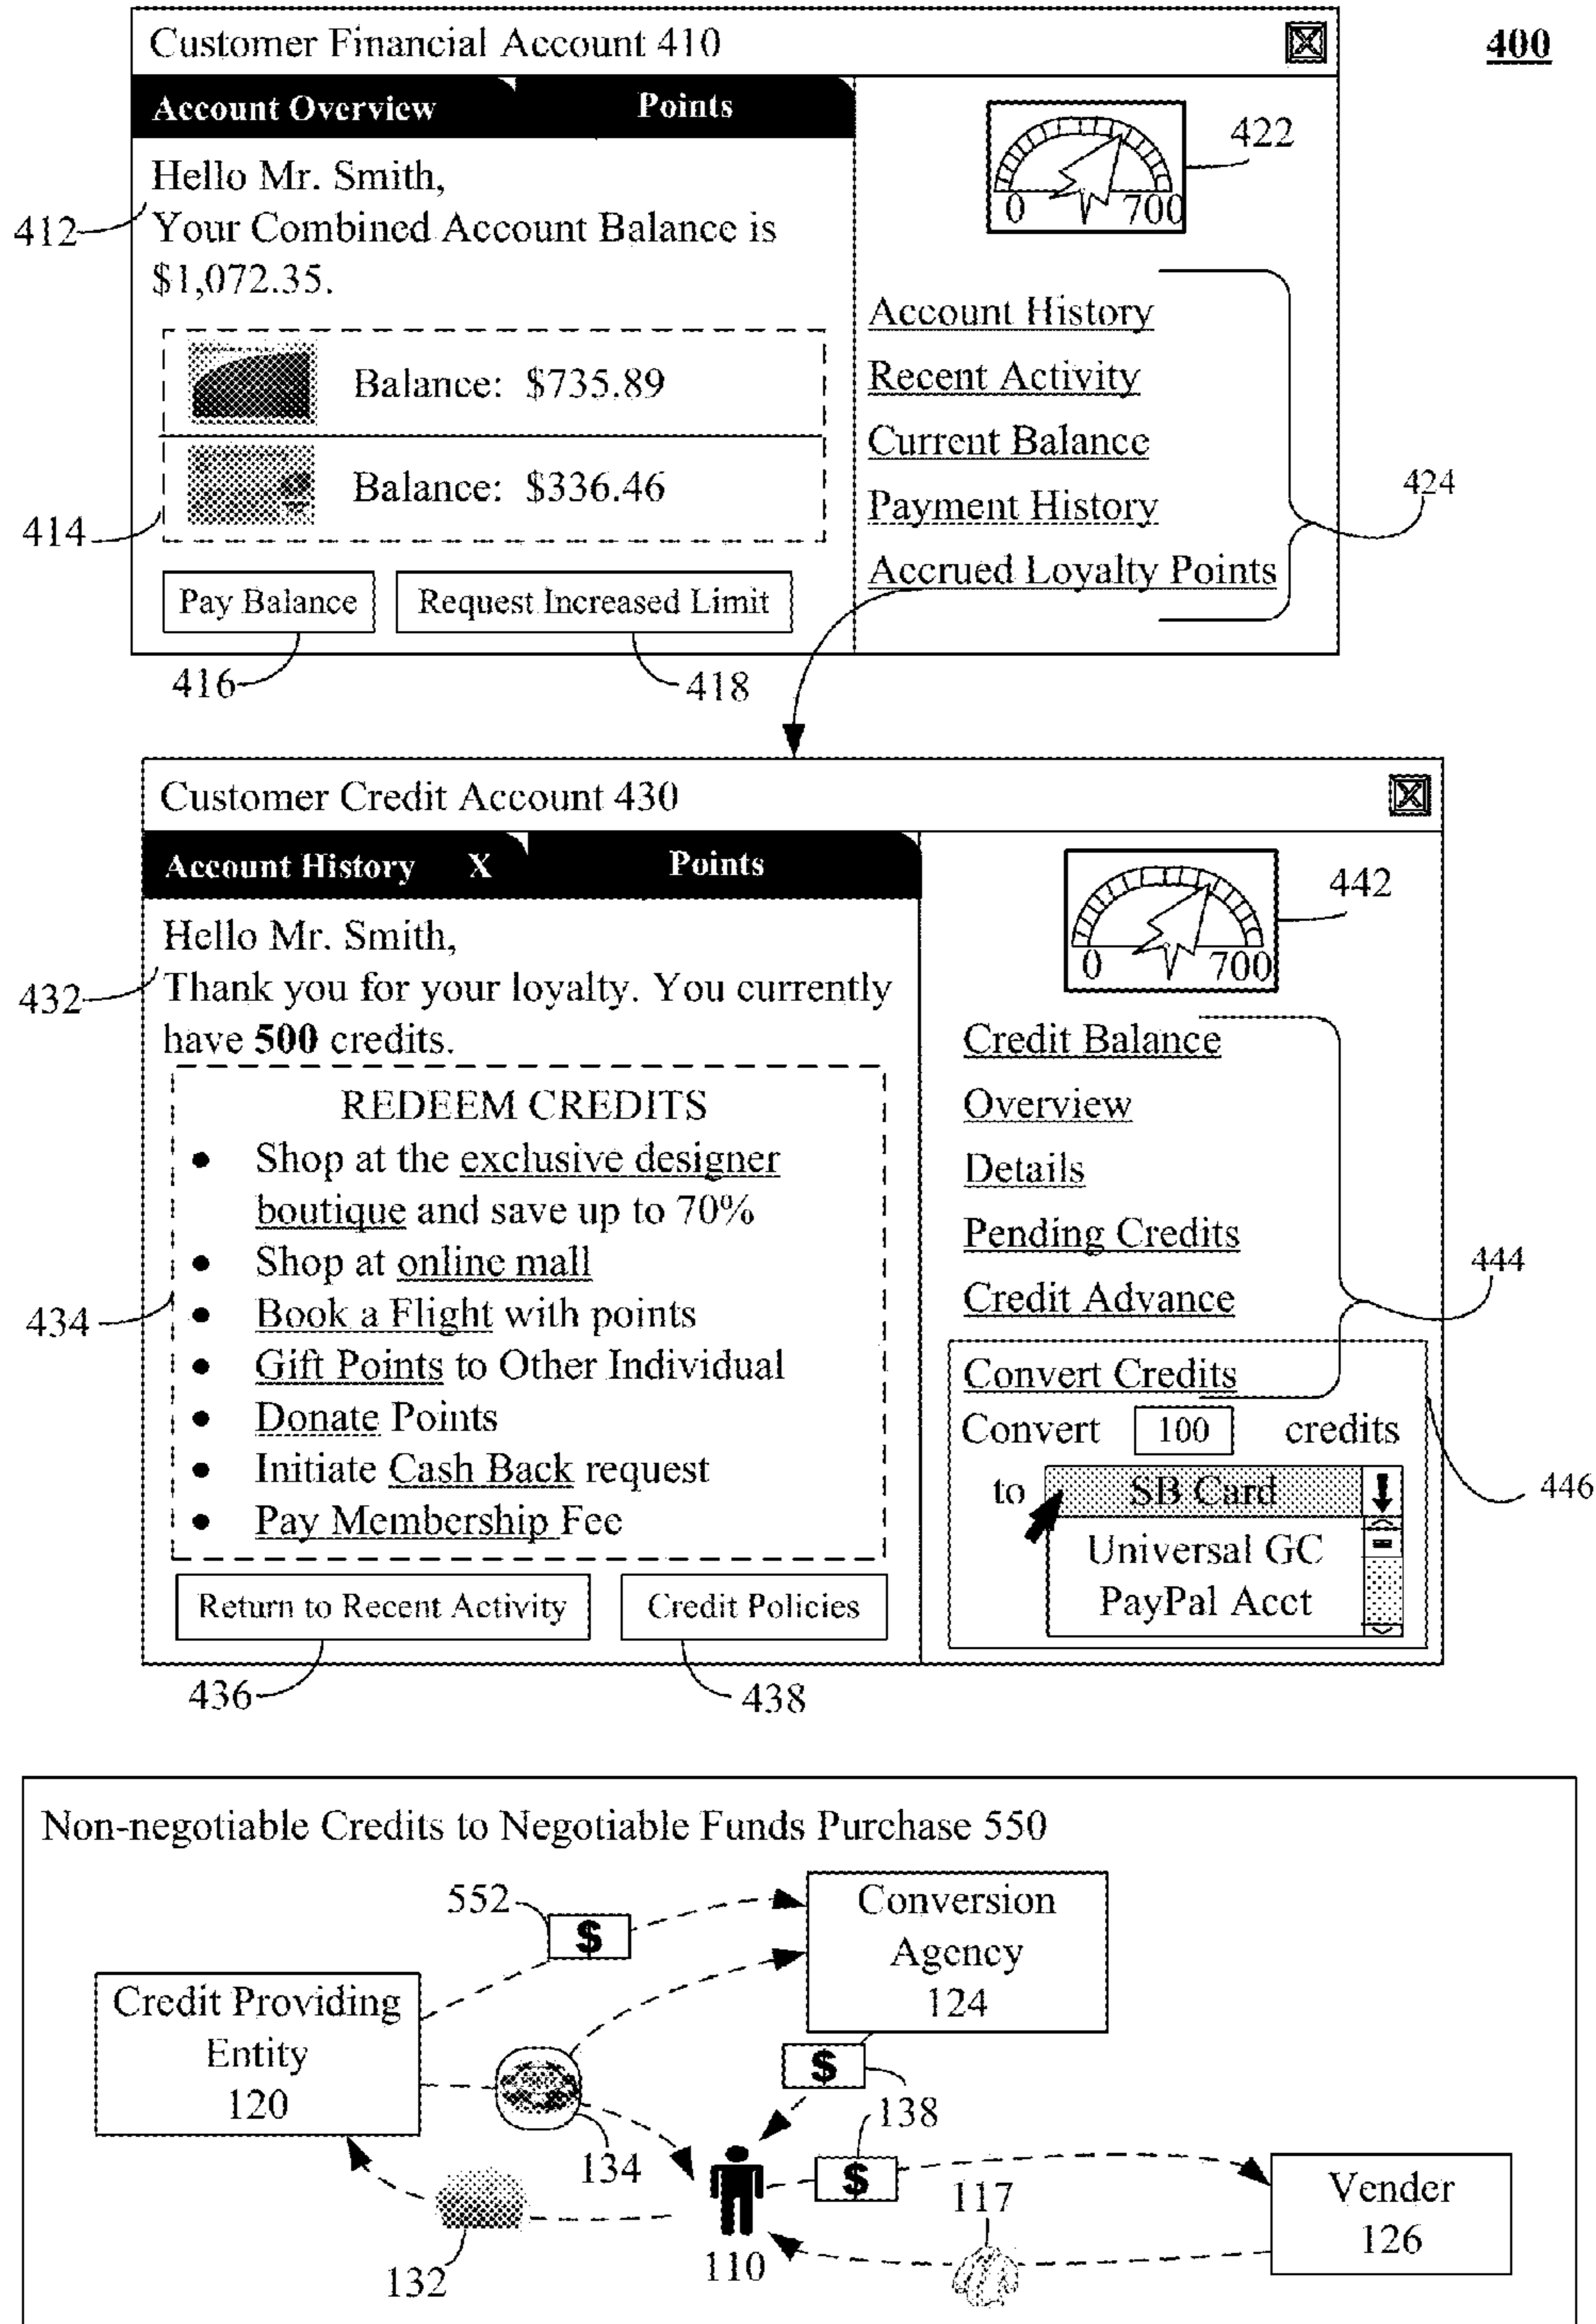 Customer Financial Account 410
400
Account Overview
Points
Hello Mr. Smith,
Your Combined Account Balance is
$1,072.35.
412
Balance: $735.89
Balance: $336.46
414
Pay Balance
Request Increased Limit
416
418
0
700
422
Account History
Recent Activity
Current Balance
Payment History
Accrued Loyalty Points
424
Customer Credit Account 430
Account History X
Points
Hello Mr. Smith,
Thank you for your loyalty. You currently
have 500 credits.
432
REDEEM CREDITS
• Shop at the exclusive designer
boutique and save up to 70%
• Shop at online mall
• Book a Flight with points
• Gift Points to Other Individual
• Donate Points
• Initiate Cash Back request
• Pay Membership Fee
434
Return to Recent Activity
Credit Policies
436
438
0
700
442
Credit Balance
Overview
Details
Pending Credits
Credit Advance
444
Convert Credits
Convert 100 credits
to SB Card
Universal GC
PayPal Acct
446
Non-negotiable Credits to Negotiable Funds Purchase 550
552
$
Conversion
Agency
124
Credit Providing
Entity
120
$
138
134
$
117
Vender
126
132
110